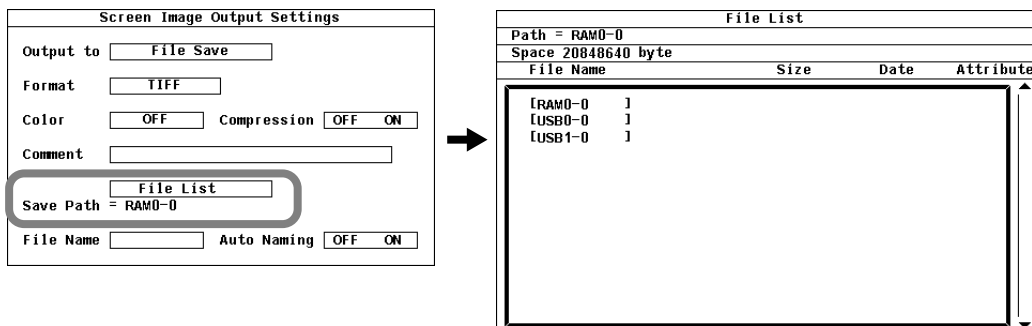 Screen Image Output Settings
Output to File Save
Format TIFF
Color OFF Compression OFF ON
Comment
File List
Save Path = RAM0-0
File Name Auto Naming OFF ON
File List
Path = RAM0-0
Space 20848640 byte
File Name Size Date Attribute
[RAM0-0 ]
[USB0-0 ]
[USB1-0 ]